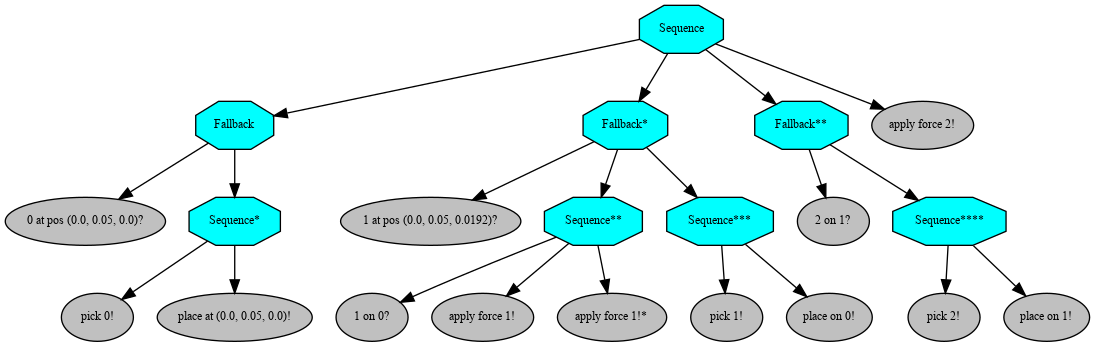 Sequence
Fallback
Fallback*
Fallback**
apply force 2!
0 at pos (0.0, 0.05, 0.0)?
Sequence*
1 at pos (0.0, 0.05, 0.0192)?
Sequence**
Sequence***
2 on 1?
Sequence****
pick 0!
place at (0.0, 0.05, 0.0)!
1 on 0?
apply force 1!
apply force 1!*
pick 1!
place on 0!
pick 2!
place on 1!